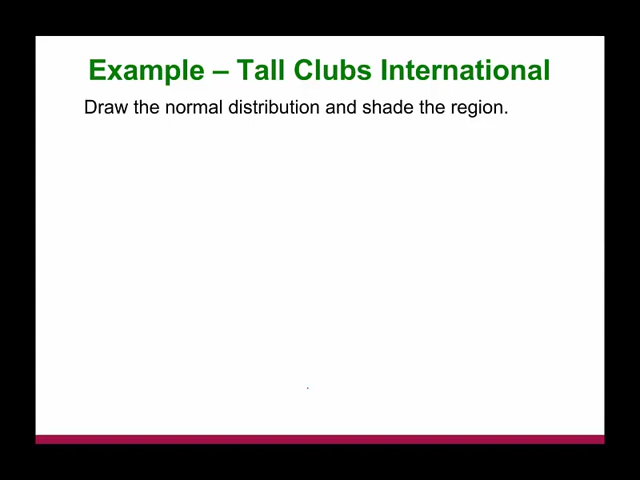 Example – Tall Clubs International
Draw the normal distribution and shade the region.